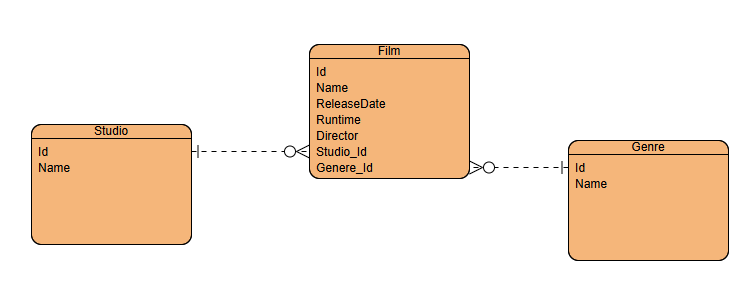 Studio
Id
Name
Film
Id
Name
ReleaseDate
Runtime
Director
Studio_Id
Genere_Id
Genre
Id
Name